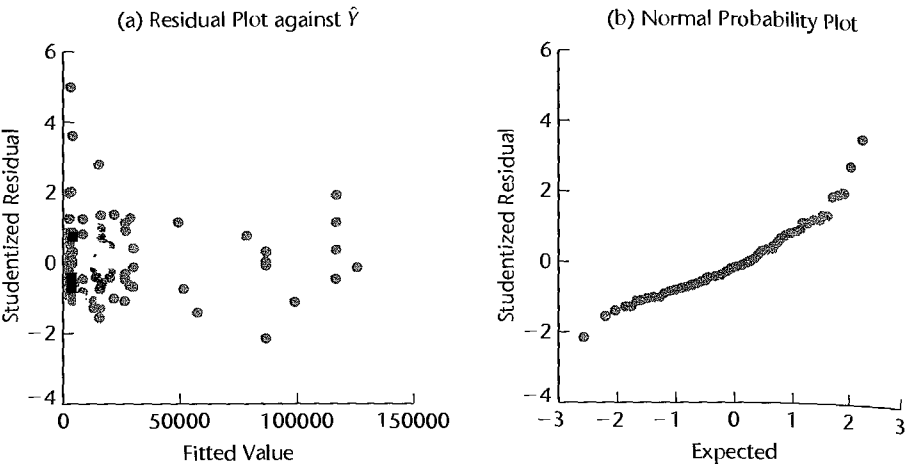 (a) Residual Plot against Ŷ
6
4
2
0
−2
−4
Studentized Residual
0 50000 100000 150000
Fitted Value
(b) Normal Probability Plot
6
4
2
0
−2
−4
Studentized Residual
−3 −2 −1 0 1 2 3
Expected